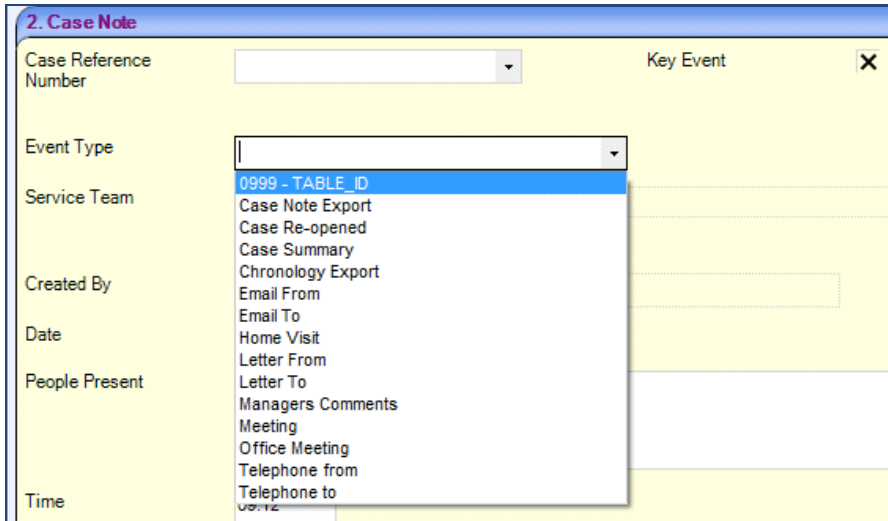 2. Case Note
Case Reference Number
Key Event
Event Type
0999 - TABLE_ID
Service Team
Case Note Export
Case Re-opened
Case Summary
Chronology Export
Created By
Email From
Email To
Date
Home Visit
Letter From
People Present
Letter To
Managers Comments
Meeting
Office Meeting
Telephone from
Telephone to
Time
09:12